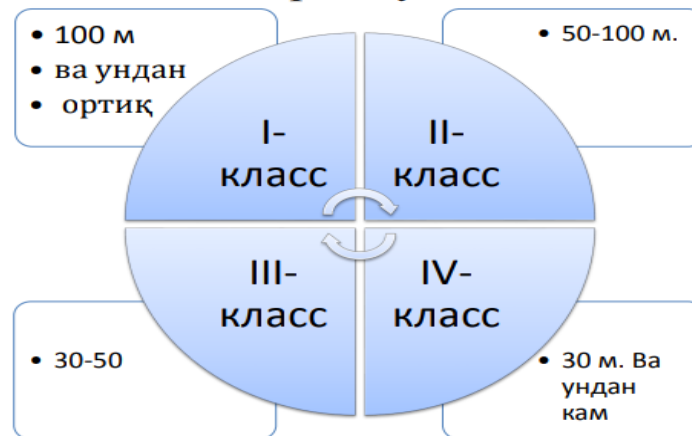 • 100 м
• ва ундан
• ортиқ
• 50-100 м.
I-
класс
II-
класс
III-
класс
IV-
класс
• 30-50
• 30 м. Ва
ундан
кам